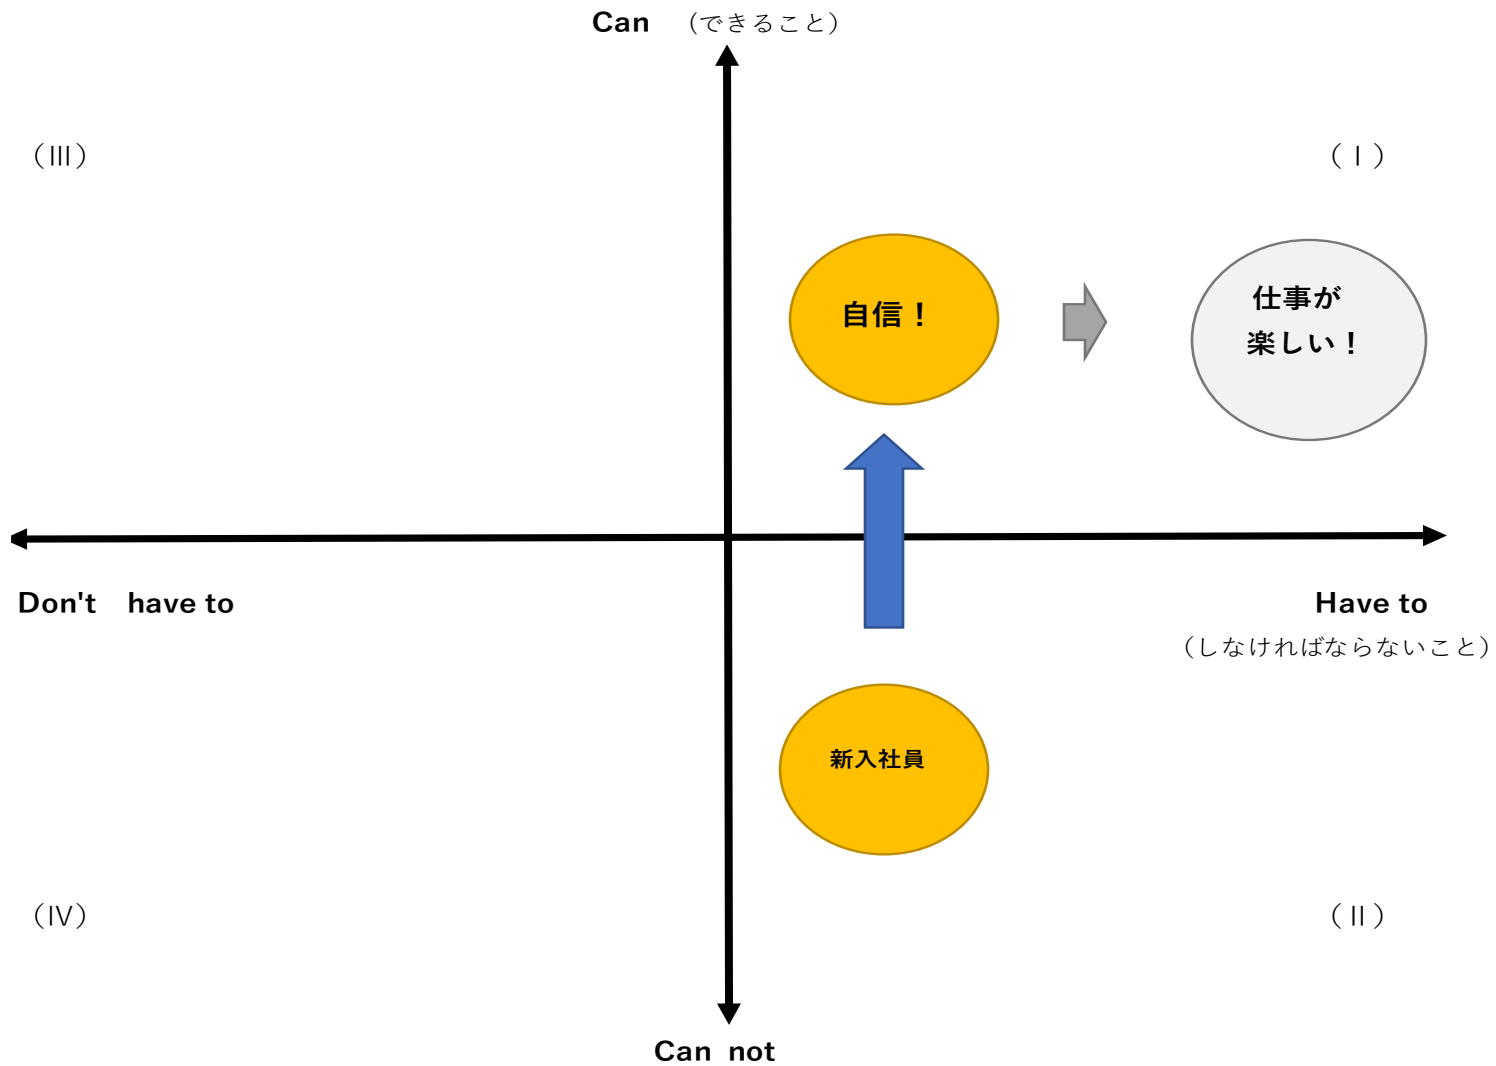 Can （できること）
（III）
（I）
自信！
仕事が
楽しい！
Don't have to
Have to
（しなければならないこと）
新入社員
（IV）
（II）
Can not